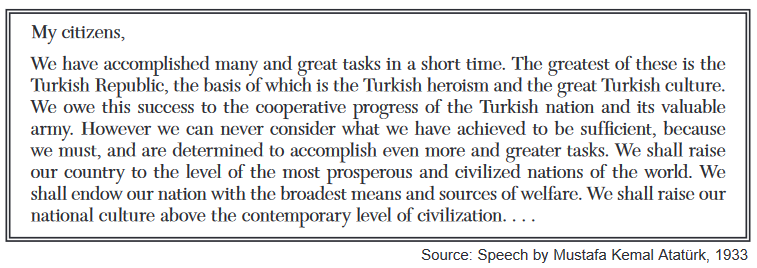 My citizens,
We have accomplished many and great tasks in a short time. The greatest of these is the
Turkish Republic, the basis of which is the Turkish heroism and the great Turkish culture.
We owe this success to the cooperative progress of the Turkish nation and its valuable
army. However we can never consider what we have achieved to be sufficient, because
we must, and are determined to accomplish even more and greater tasks. We shall raise
our country to the level of the most prosperous and civilized nations of the world. We
shall endow our nation with the broadest means and sources of welfare. We shall raise our
national culture above the contemporary level of civilization. . . .
Source: Speech by Mustafa Kemal Atatürk, 1933